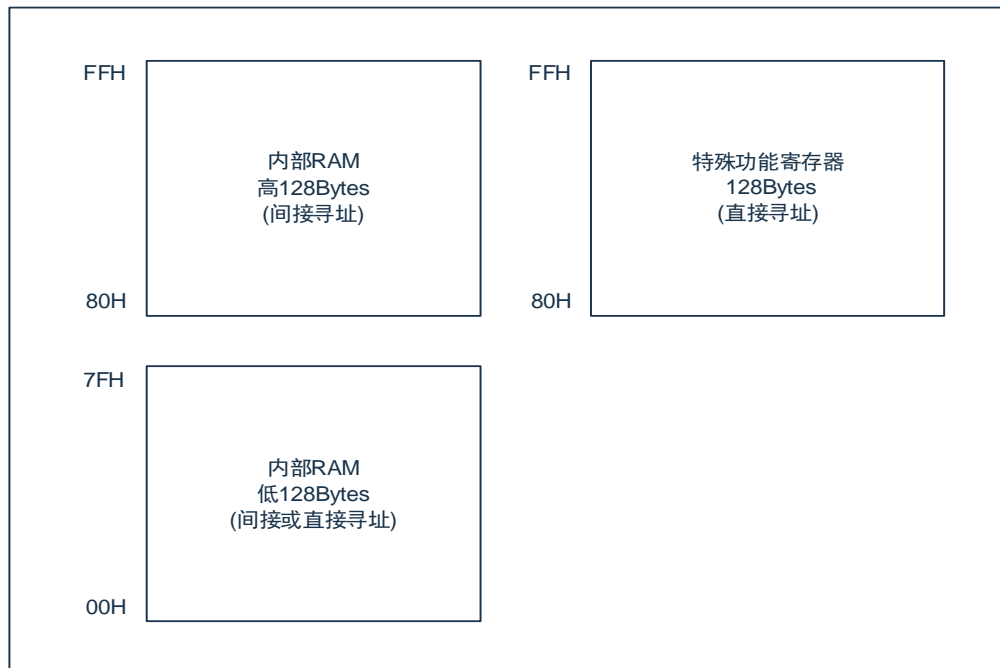 FFH
内部RAM
高128Bytes
(间接寻址)
80H
FFH
特殊功能寄存器
128Bytes
(直接寻址)
80H
7FH
内部RAM
低128Bytes
(间接或直接寻址)
00H